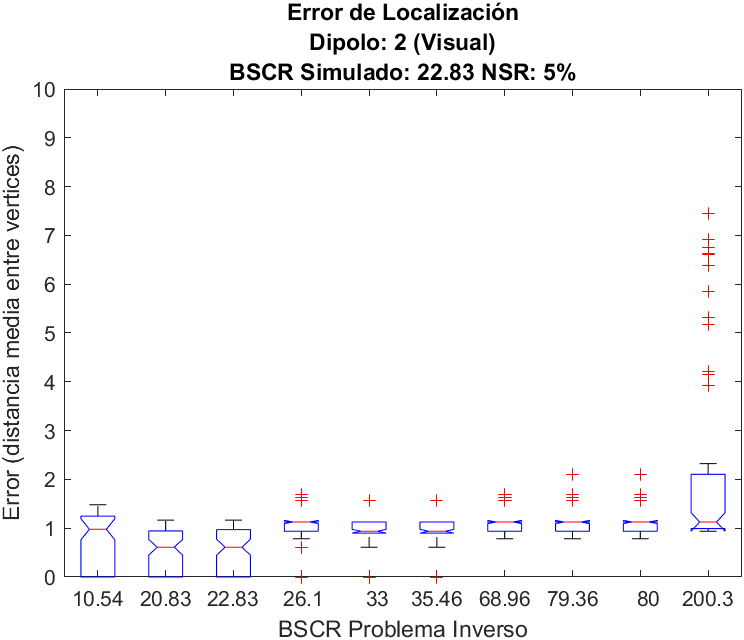 Error de Localización
Dipolo: 2 (Visual)
BSCR Simulado: 22.83 NSR: 5%
Error (distancia media entre vertices)
10
9
8
7
6
5
4
3
2
1
0
10.54 20.83 22.83 26.1 33 35.46 68.96 79.36 80 200.3
BSCR Problema Inverso